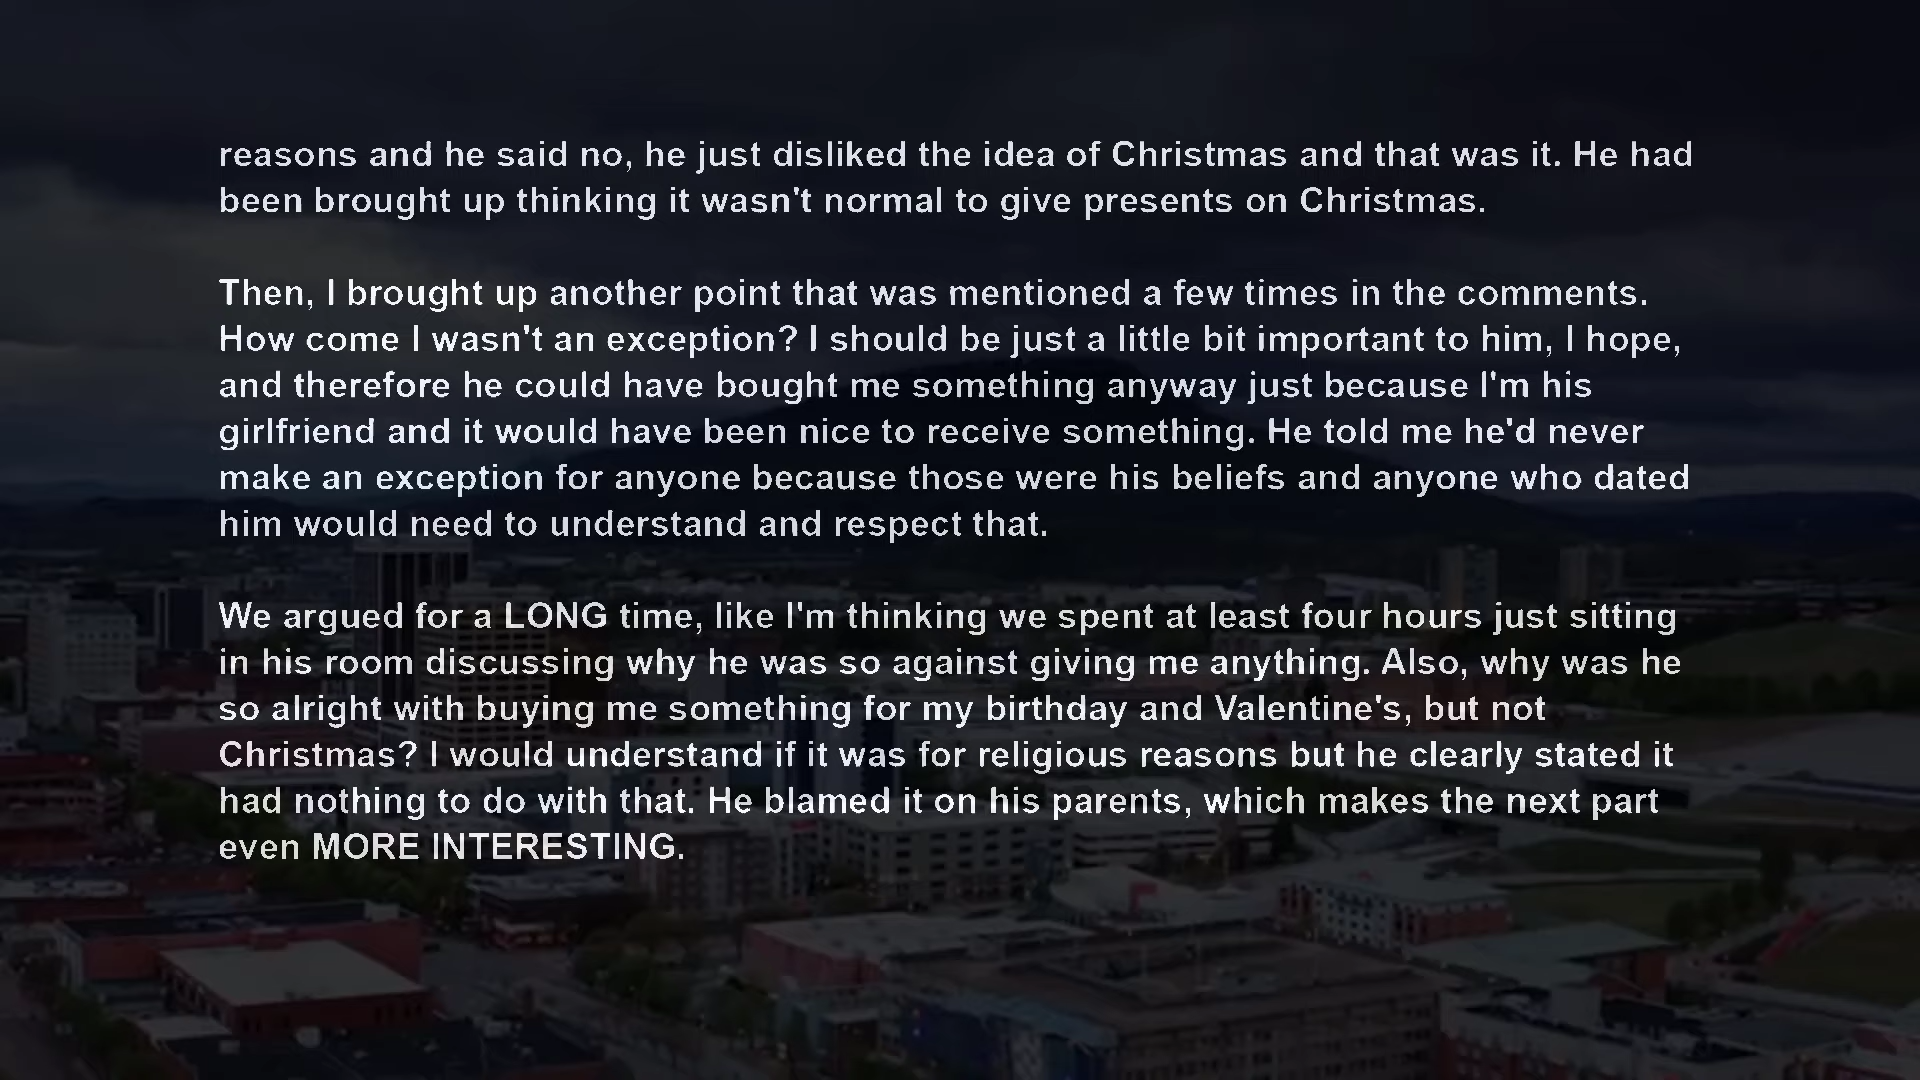 reasons and he said no, he just disliked the idea of Christmas and that was it. He had
been brought up thinking it wasn't normal to give presents on Christmas.
Then, I brought up another point that was mentioned a few times in the comments.
How come I wasn't an exception? I should be just a little bit important to him, I hope,
and therefore he could have bought me something anyway just because I'm his
girlfriend and it would have been nice to receive something. He told me he'd never
make an exception for anyone because those were his beliefs and anyone who dated
him would need to understand and respect that.
We argued for a LONG time, like I'm thinking we spent at least four hours just sitting
in his room discussing why he was so against giving me anything. Also, why was he
so alright with buying me something for my birthday and Valentine's, but not
Christmas? I would understand if it was for religious reasons but he clearly stated it
had nothing to do with that. He blamed it on his parents, which makes the next part
even MORE INTERESTING.